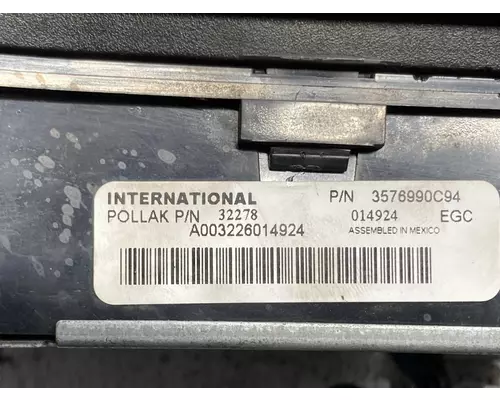 INTERNATIONAL P/N 3576990C94
POLLAK P/N 32278 014924 EGC
A003226014924 ASSEMBLED IN MEXICO